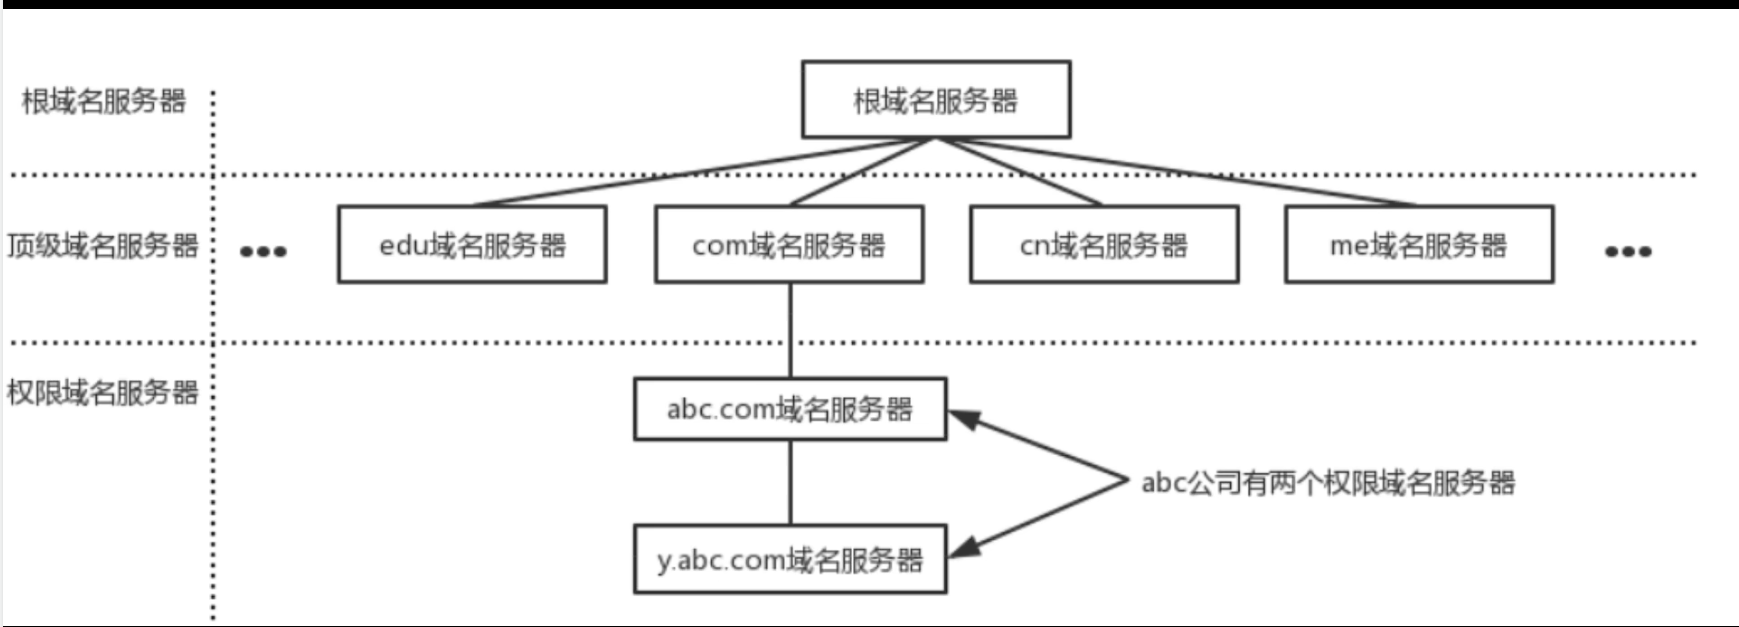 根域名服务器
根域名服务器
顶级域名服务器
•••
edu域名服务器
com域名服务器
cn域名服务器
me域名服务器
•••
权限域名服务器
abc.com域名服务器
abc公司有两个权限域名服务器
y.abc.com域名服务器